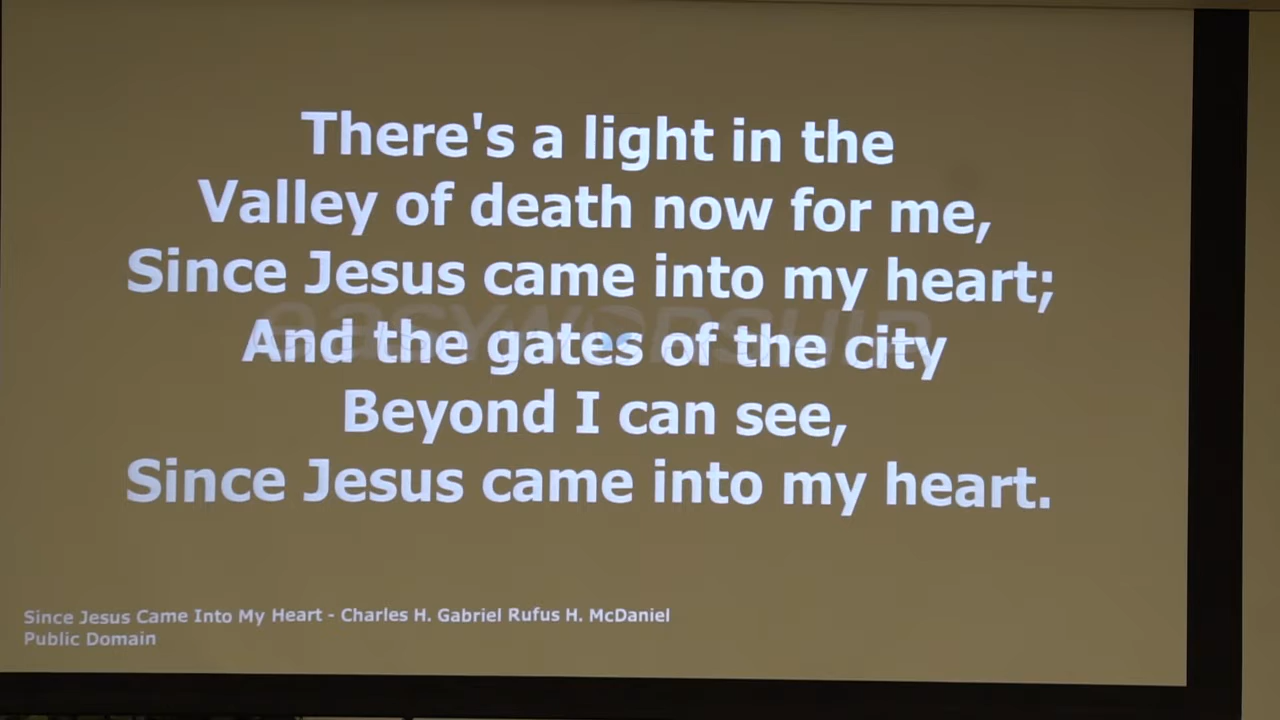 There's a light in the
Valley of death now for me,
Since Jesus came into my heart;
easyworship
And the gates of the city
Beyond I can see,
Since Jesus came into my heart.
Since Jesus Came Into My Heart - Charles H. Gabriel Rufus H. McDaniel
Public Domain